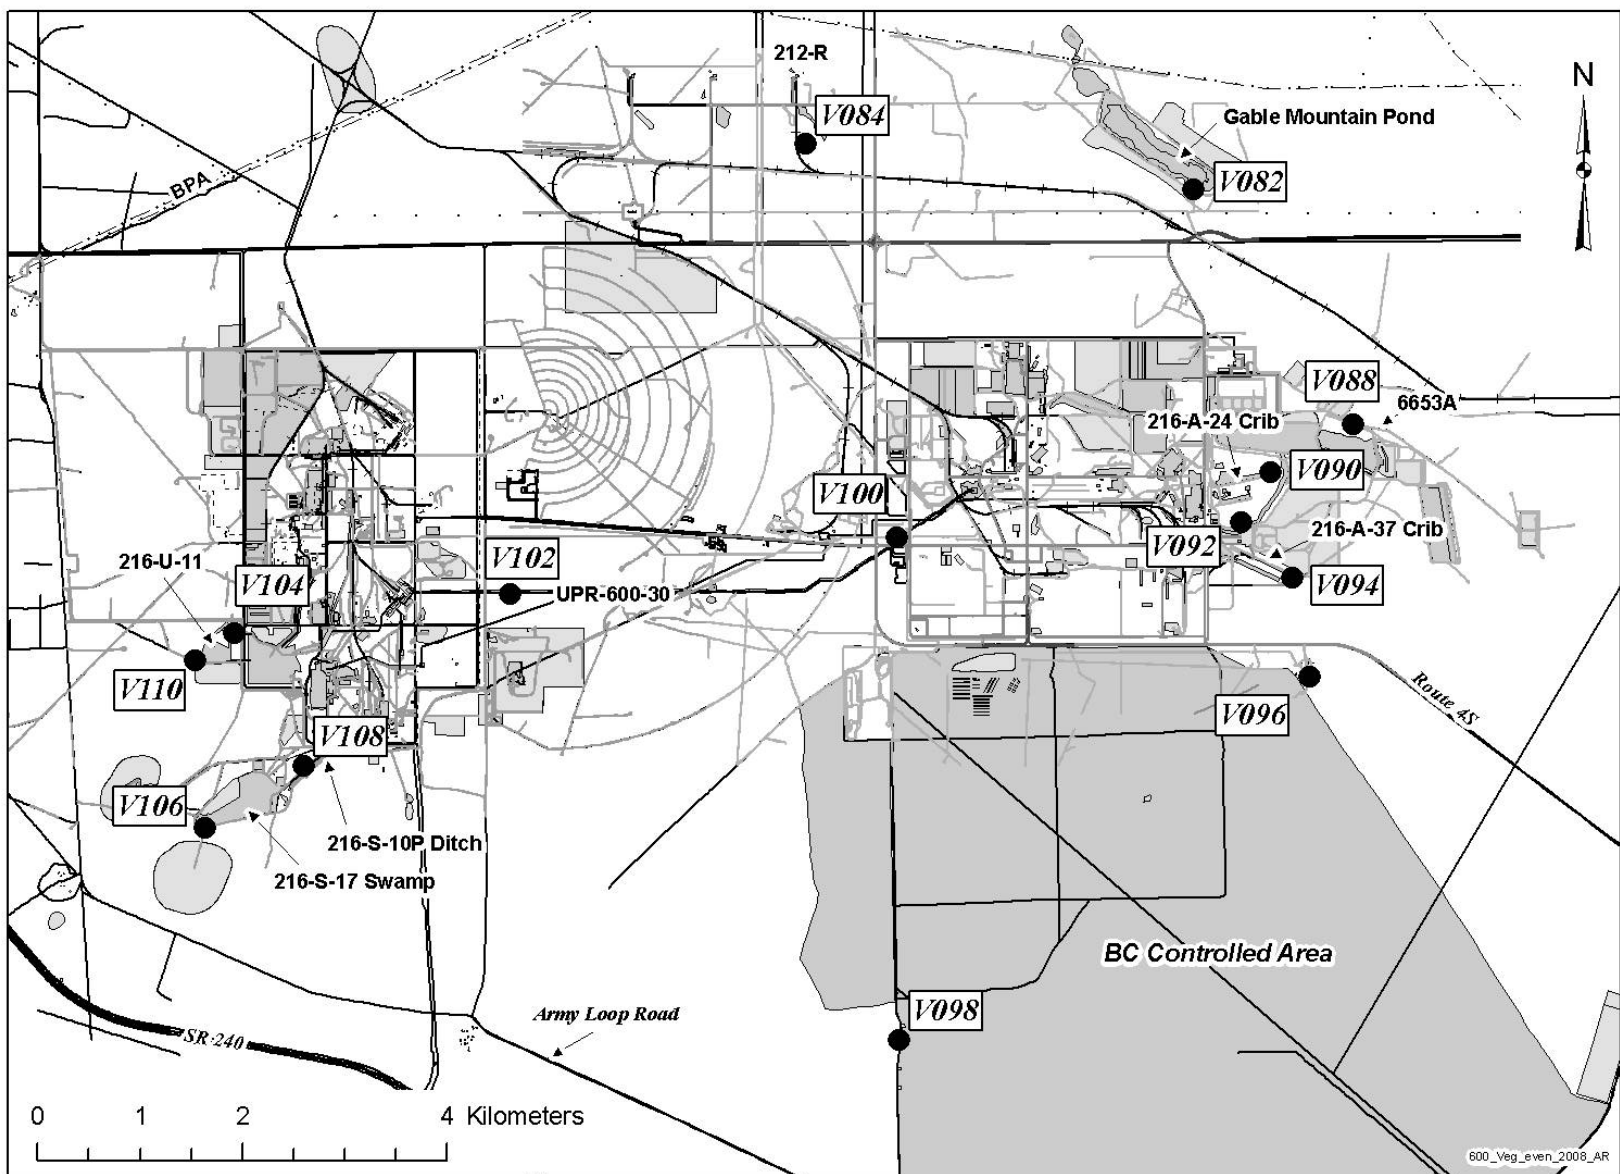 212-R
N
V084
Gable Mountain Pond
BPA
V082
V088
6653A
216-A-24 Crib
V090
V100
216-A-37 Crib
V092
V102
216-U-11
V104
V094
UPR-600-30
V110
Route 4S
V096
V108
V106
216-S-10P Ditch
216-S-17 Swamp
BC Controlled Area
V098
Army Loop Road
SR 240
0 1 2 4 Kilometers
600_Veg_even_2008_AR